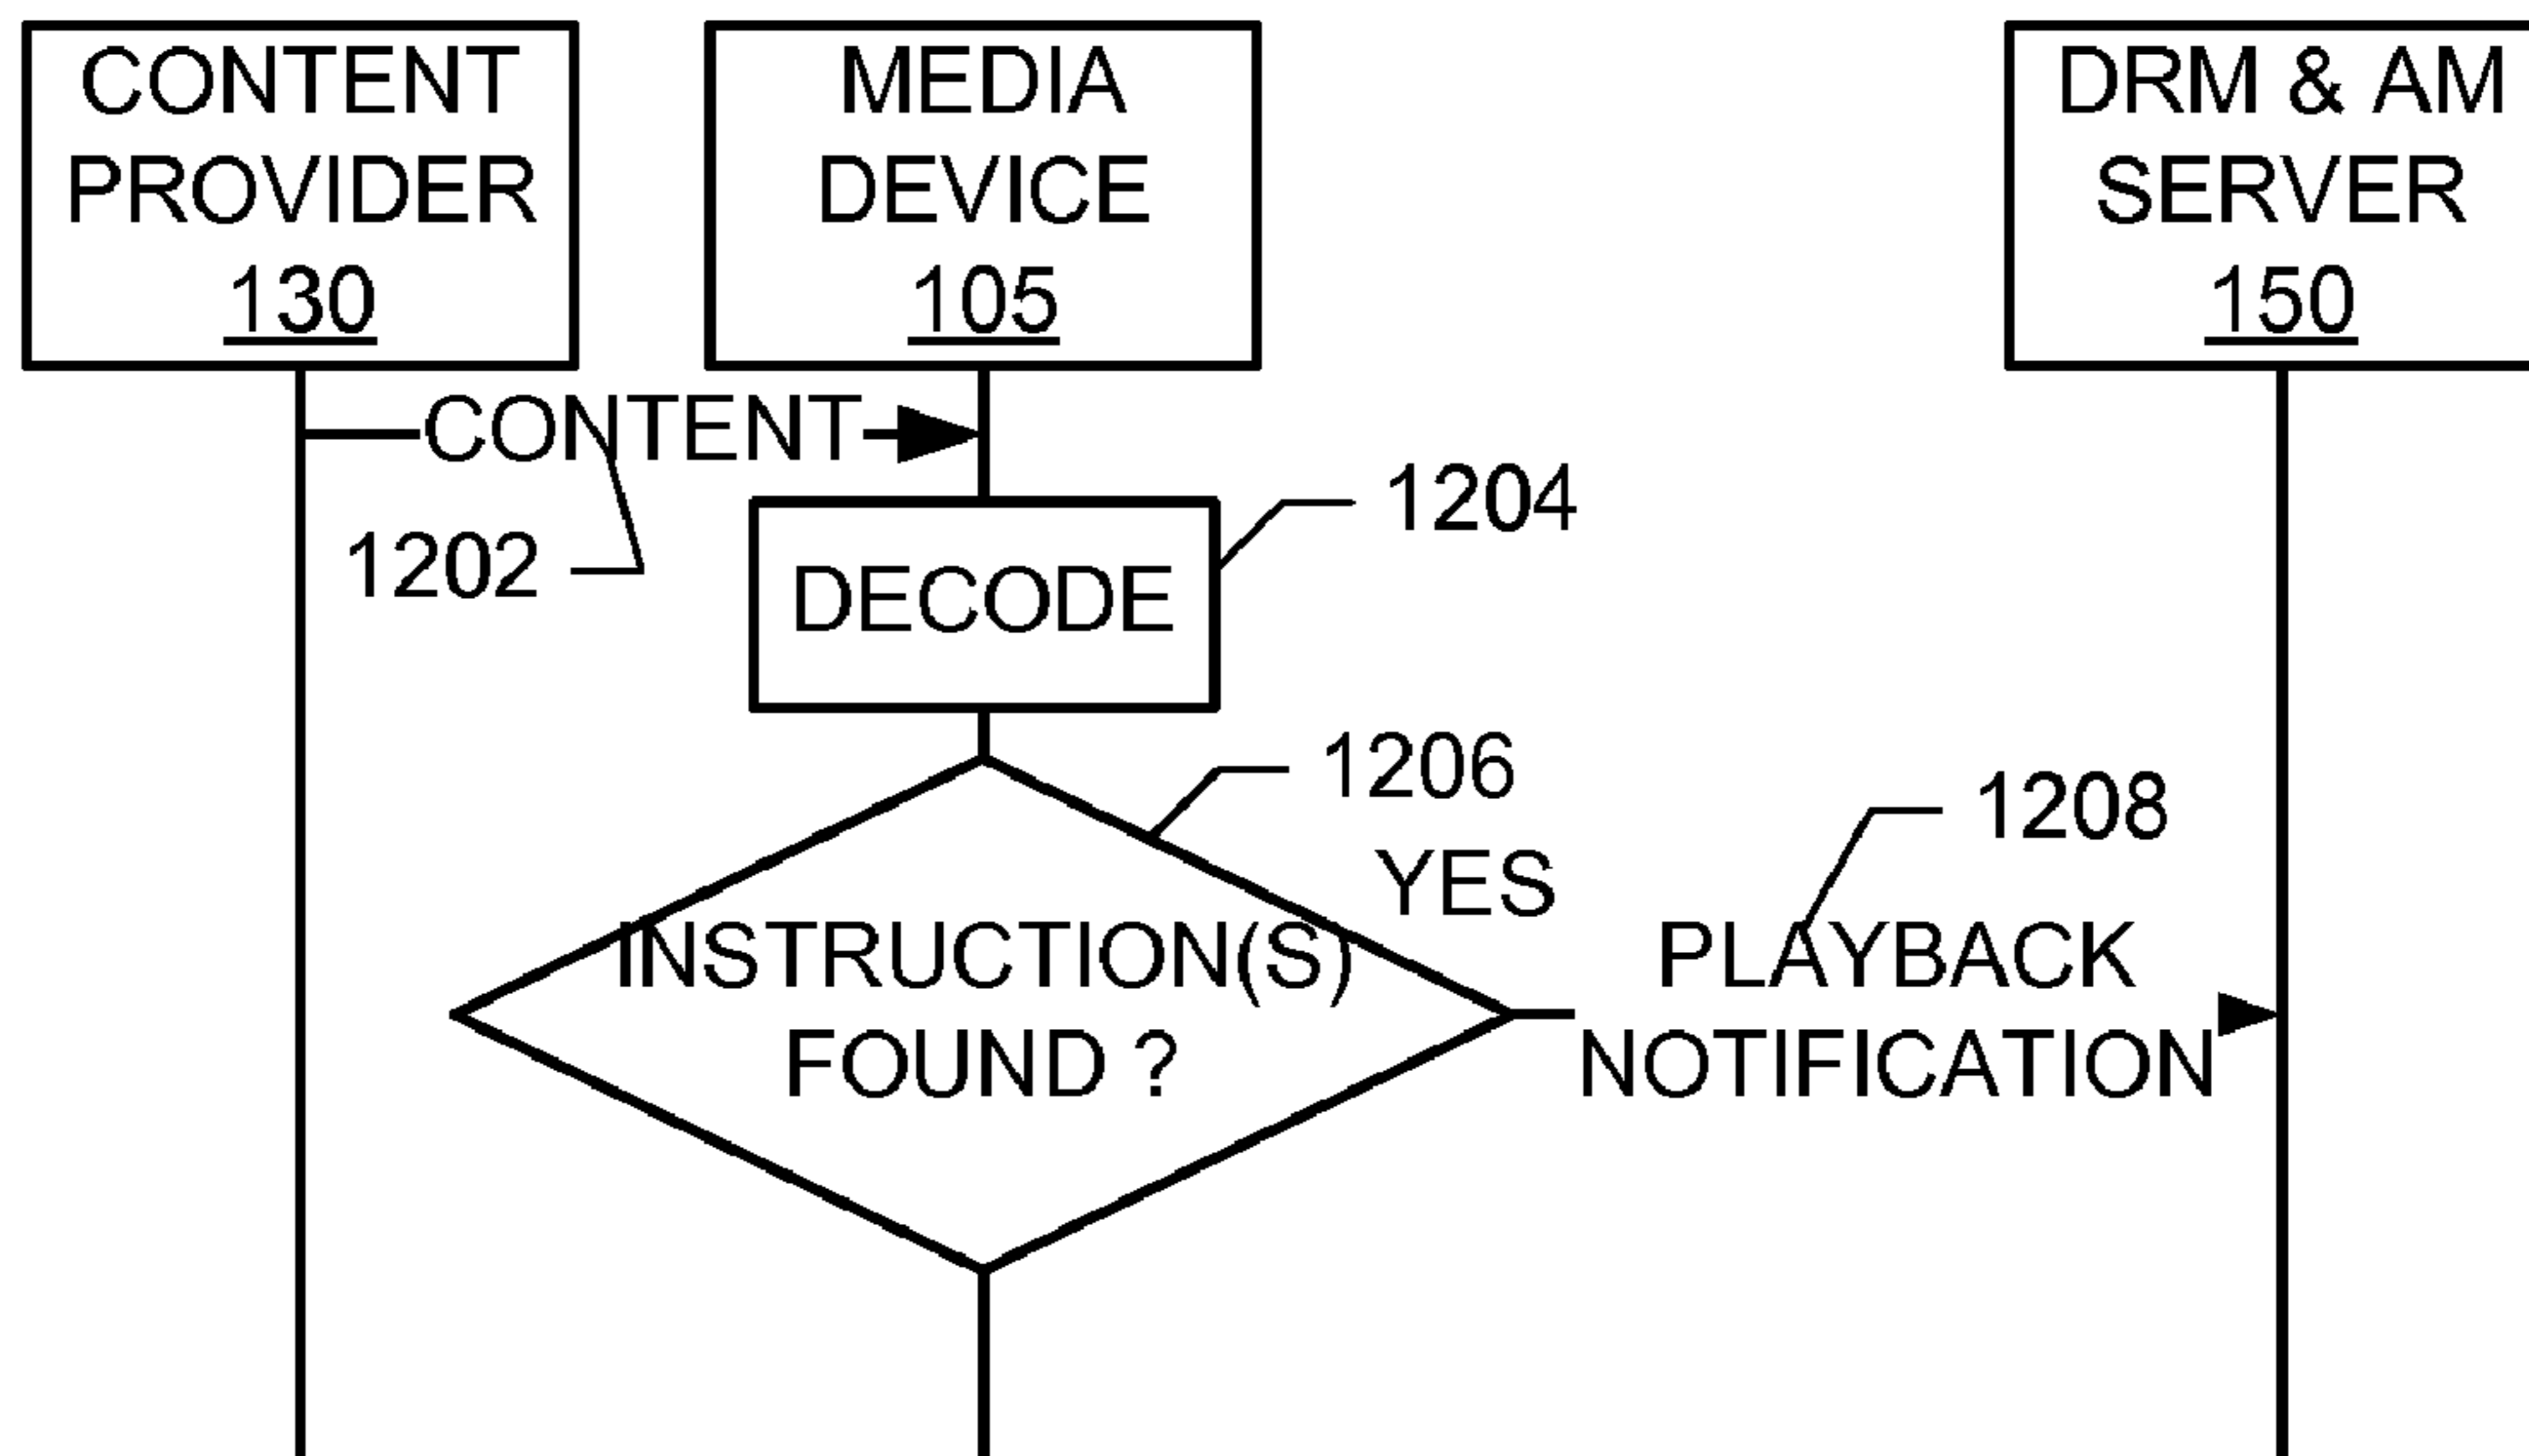 CONTENT
PROVIDER
130
MEDIA
DEVICE
105
DRM & AM
SERVER
150
CONTENT
1202
1204
DECODE
1206
YES
1208
INSTRUCTION(S)
FOUND ?
PLAYBACK
NOTIFICATION